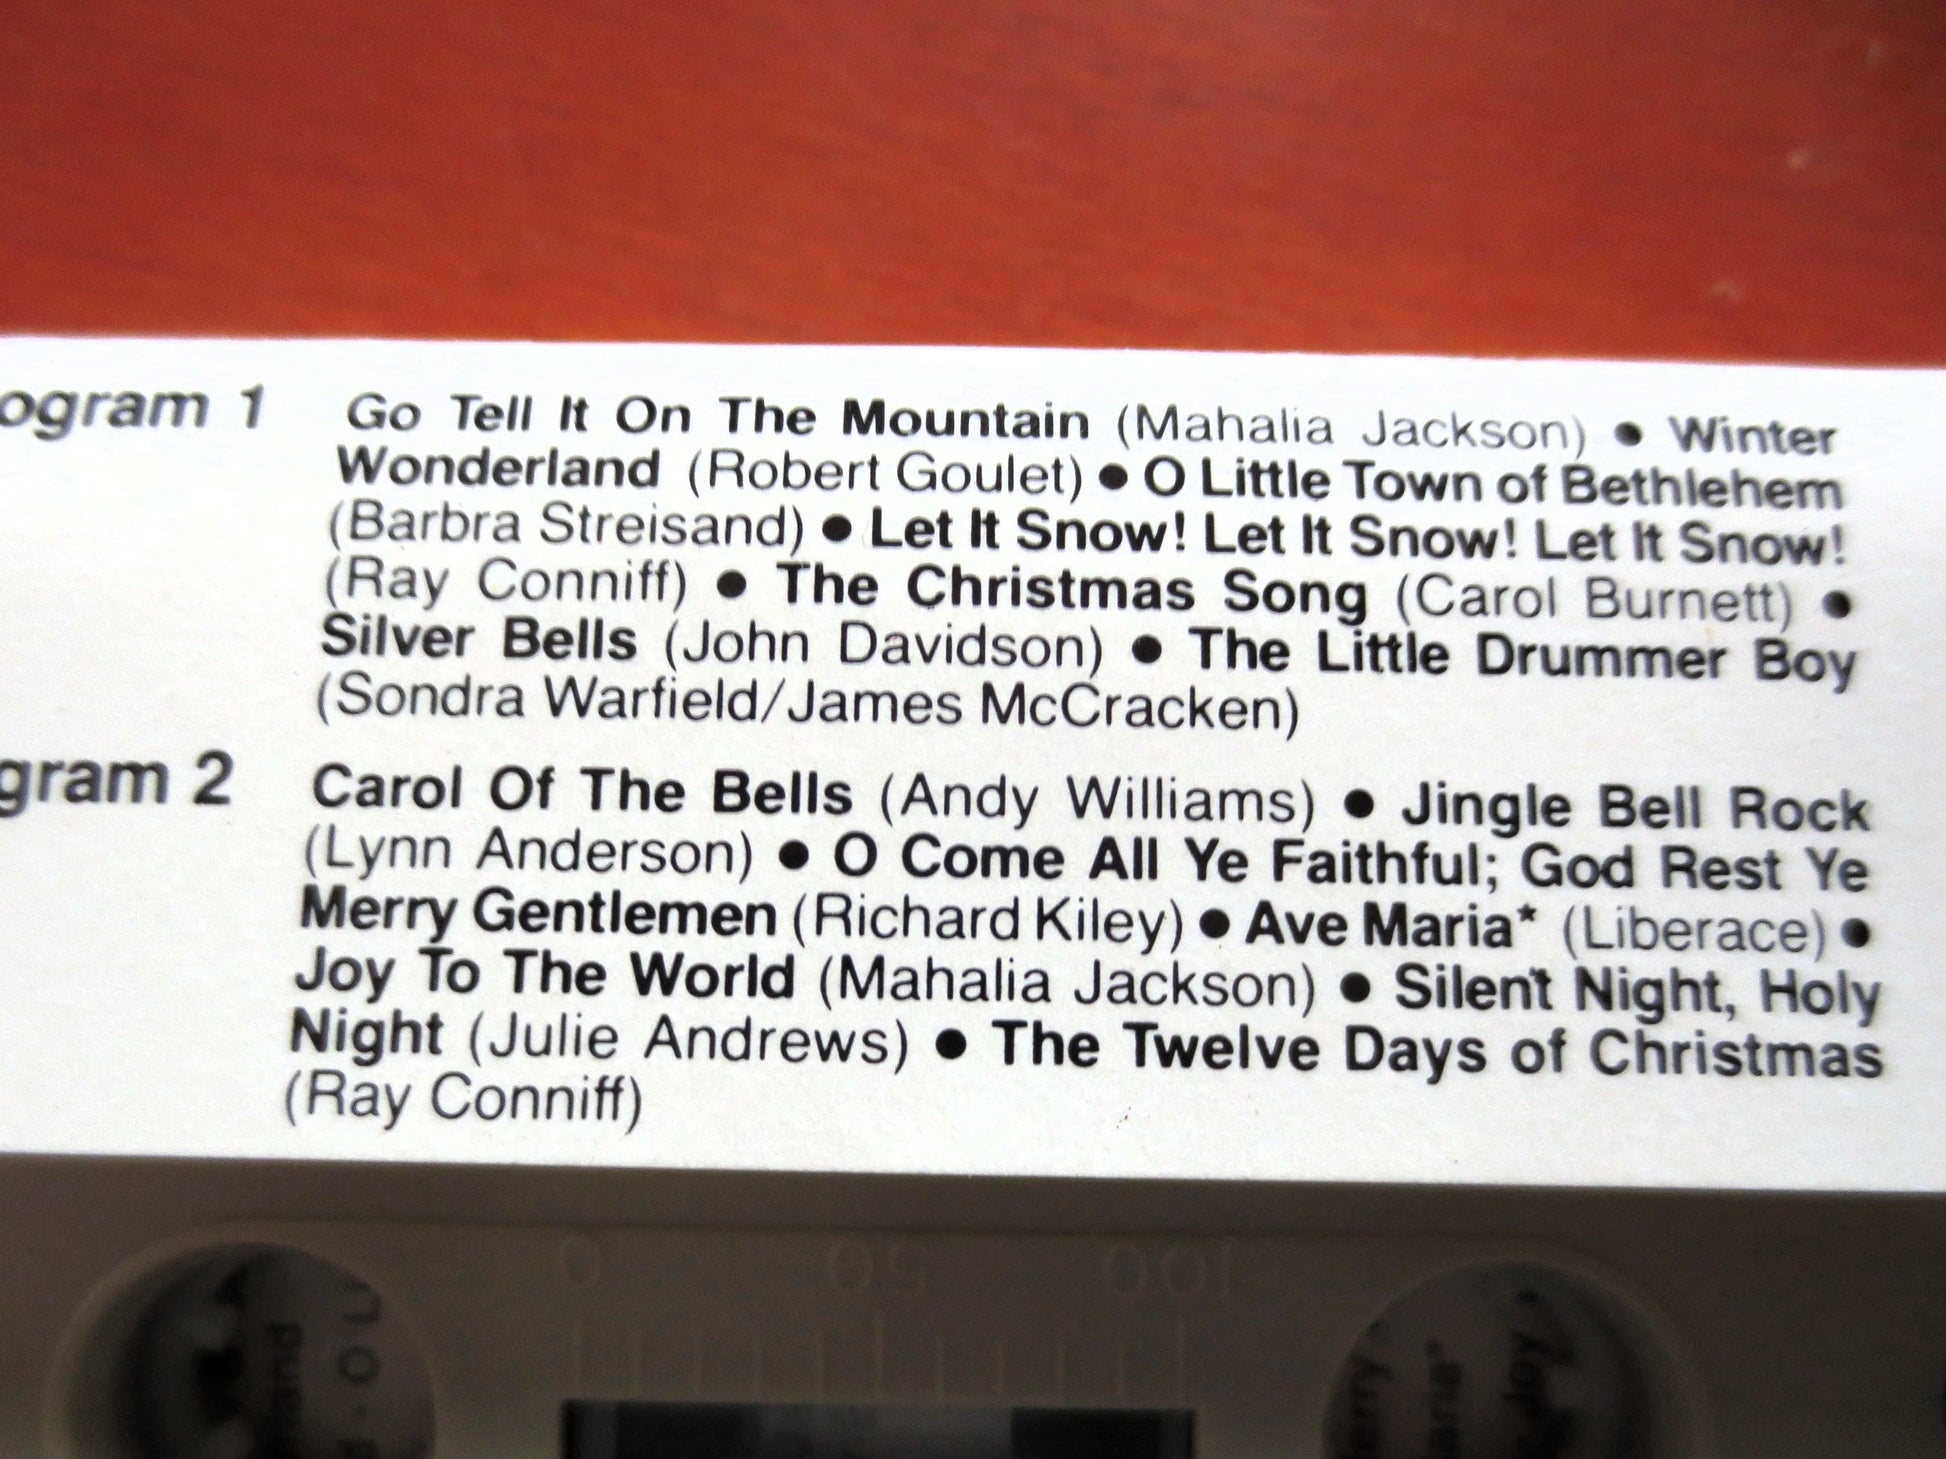 ogram 1 Go Tell It On The Mountain (Mahalia Jackson) ● Winter
Wonderland (Robert Goulet) ● O Little Town of Bethlehem
(Barbra Streisand) ● Let It Snow! Let It Snow! Let It Snow!
(Ray Conniff) ● The Christmas Song (Carol Burnett) ●
Silver Bells (John Davidson) ● The Little Drummer Boy
(Sondra Warfield/James McCracken)
gram 2 Carol Of The Bells (Andy Williams) ● Jingle Bell Rock
(Lynn Anderson) ● O Come All Ye Faithful; God Rest Ye
Merry Gentlemen (Richard Kiley) ● Ave Maria* (Liberace) ●
Joy To The World (Mahalia Jackson) ● Silent Night, Holy
Night (Julie Andrews) ● The Twelve Days of Christmas
(Ray Conniff)
0 50 100